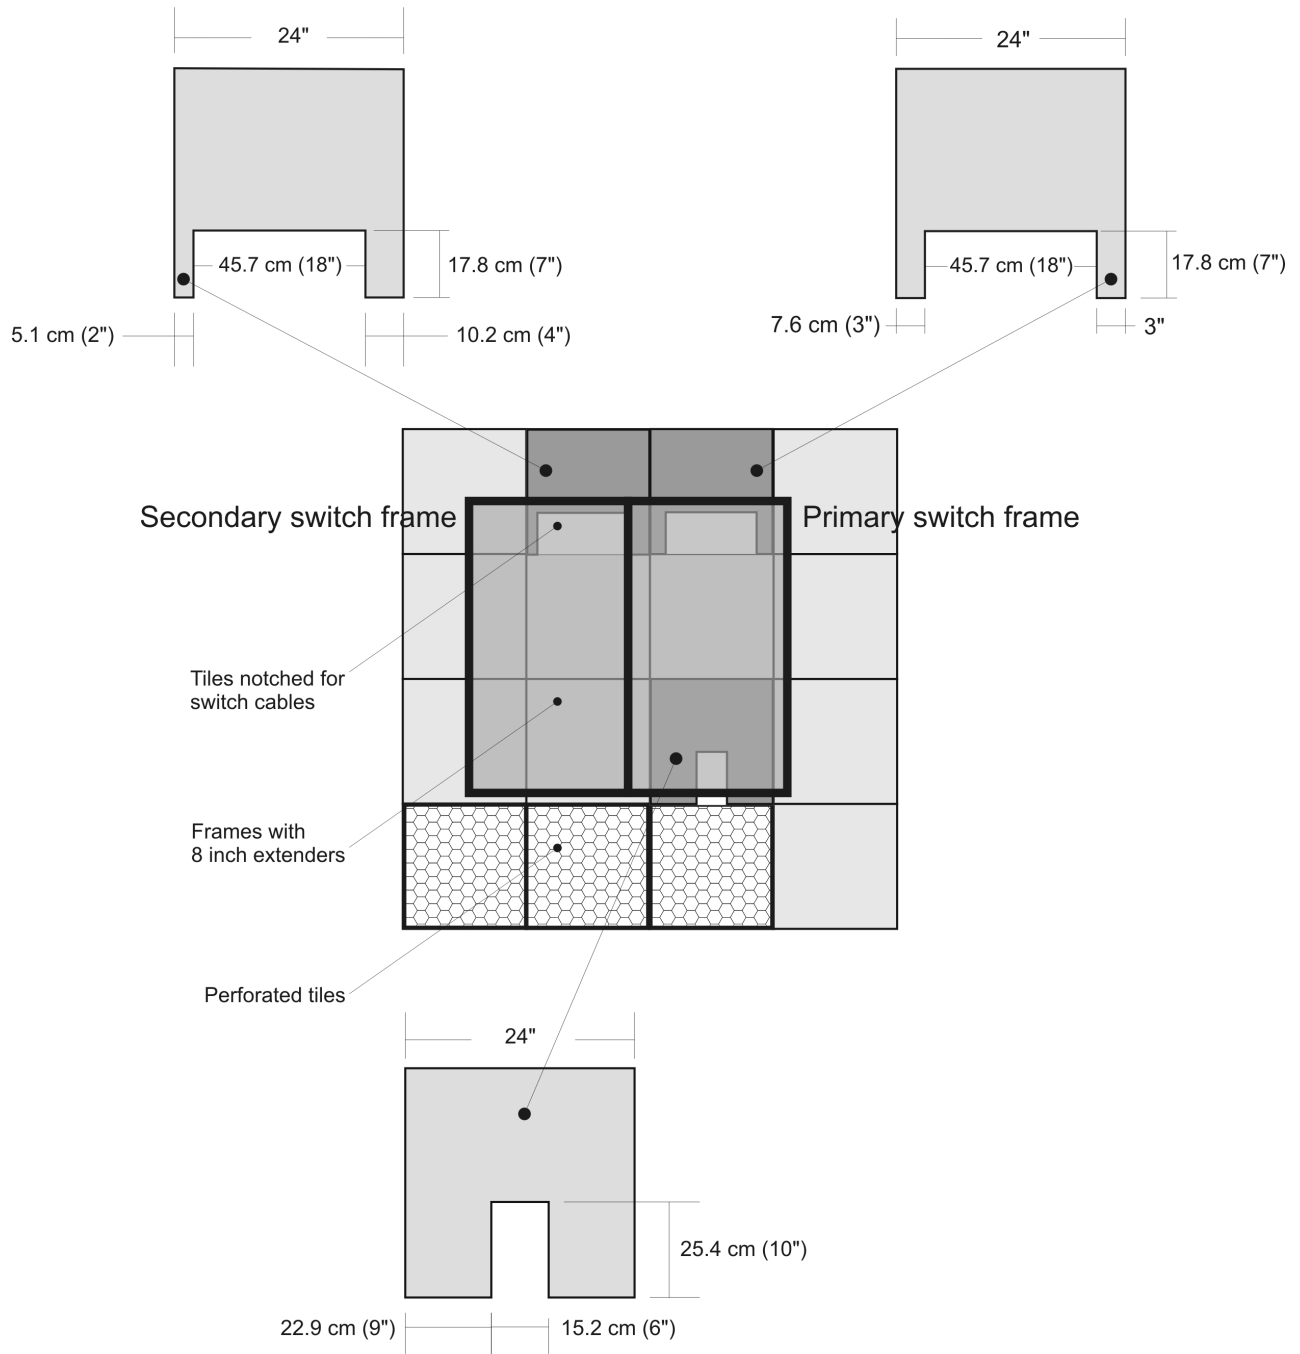 24"
24"
45.7 cm (18")
17.8 cm (7")
45.7 cm (18")
17.8 cm (7")
5.1 cm (2")
10.2 cm (4")
7.6 cm (3")
3"
Secondary switch frame
Primary switch frame
Tiles notched for
switch cables
Frames with
8 inch extenders
Perforated tiles
24"
25.4 cm (10")
22.9 cm (9")
15.2 cm (6")